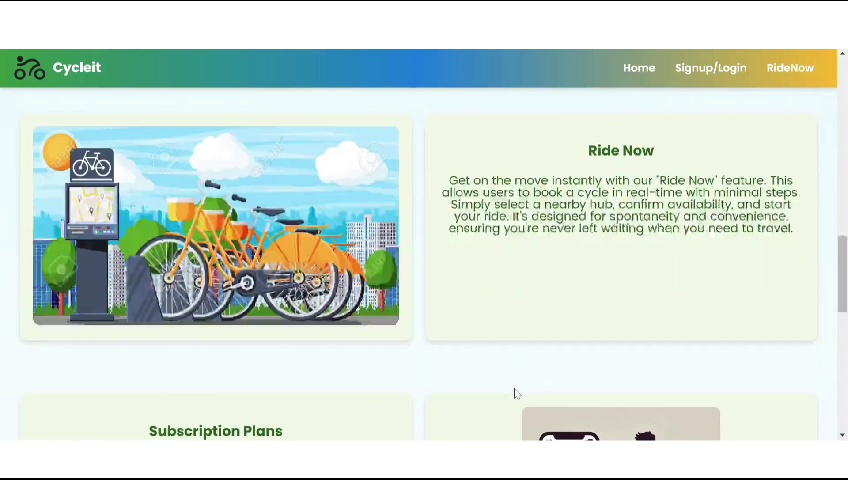 Cycleit
Home Signup/Login RideNow
Ride Now
Get on the move instantly with our "Ride Now" feature. This
allows users to book a cycle in real-time with minimal steps.
Simply select a nearby hub, confirm availability, and start
your ride. It's designed for spontaneity and convenience,
ensuring you're never left waiting when you need to travel.
Subscription Plans